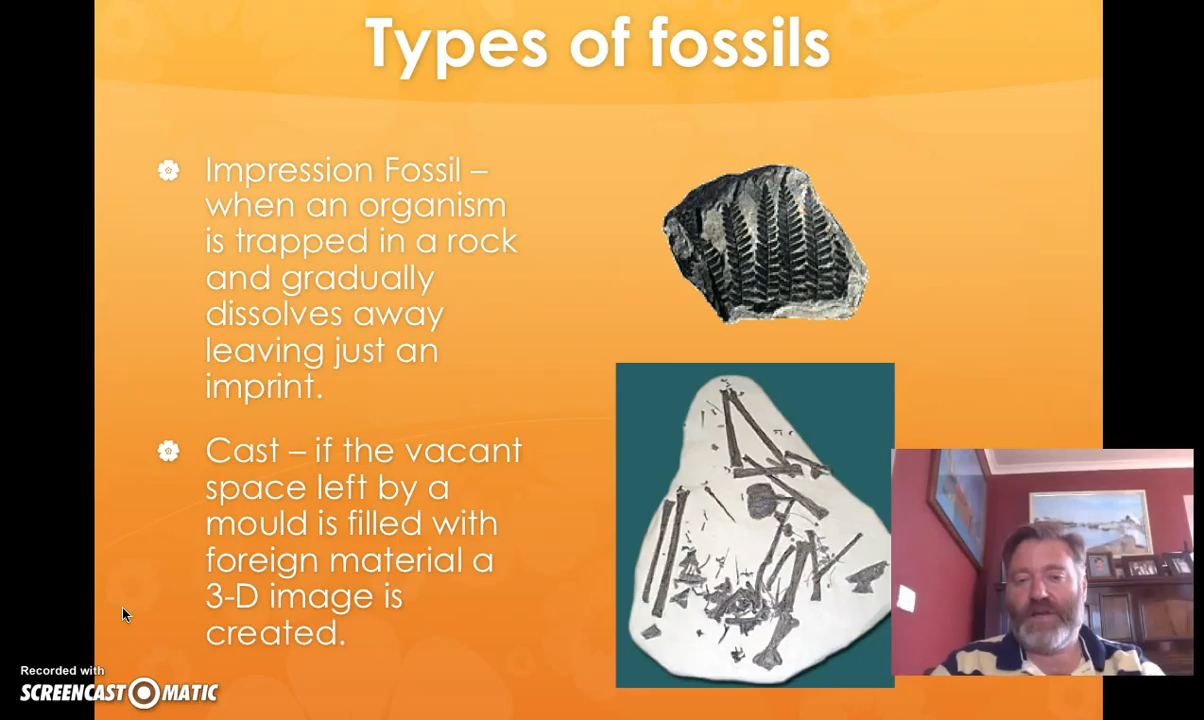 Types of fossils
Impression Fossil –
when an organism
is trapped in a rock
and gradually
dissolves away
leaving just an
imprint.
Cast – if the vacant
space left by a
mould is filled with
foreign material a
3-D image is
created.
Recorded with
SCREENCAST MATIC